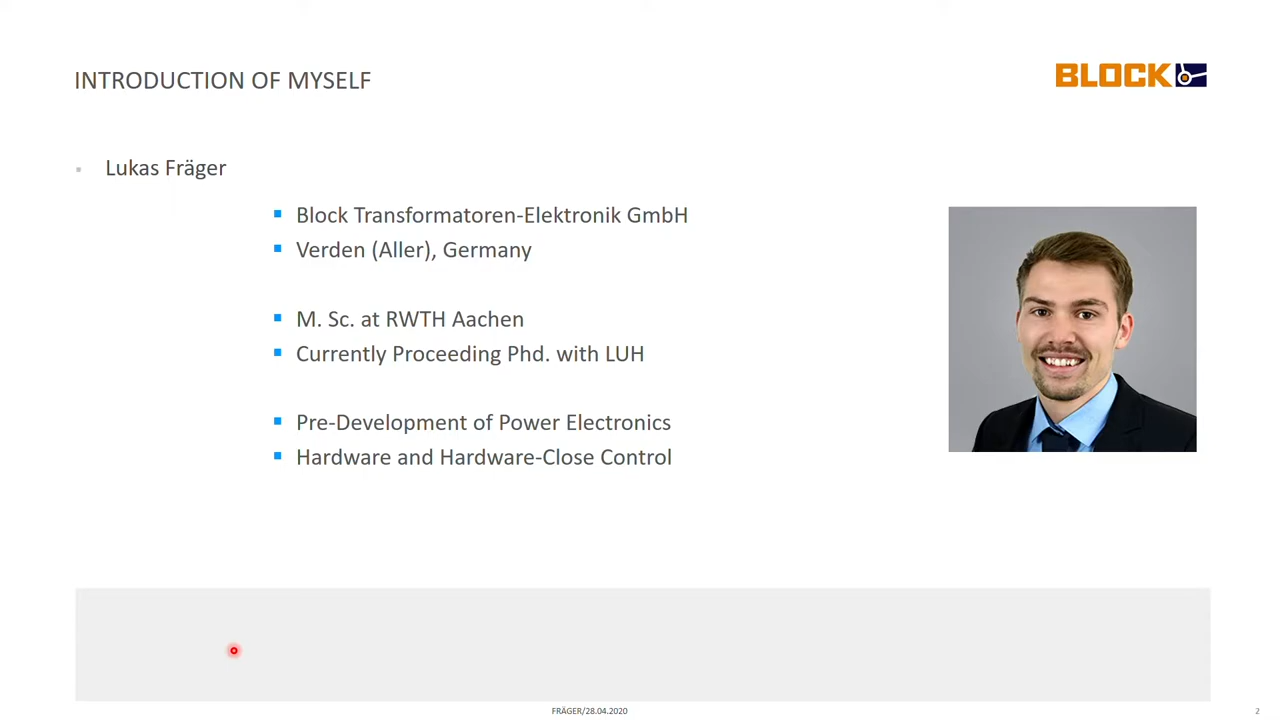 INTRODUCTION OF MYSELF
BLOCK
Lukas Fräger
Block Transformatoren-Elektronik GmbH
Verden (Aller), Germany
M. Sc. at RWTH Aachen
Currently Proceeding Phd. with LUH
Pre-Development of Power Electronics
Hardware and Hardware-Close Control
FRÄGER/28.04.2020
2